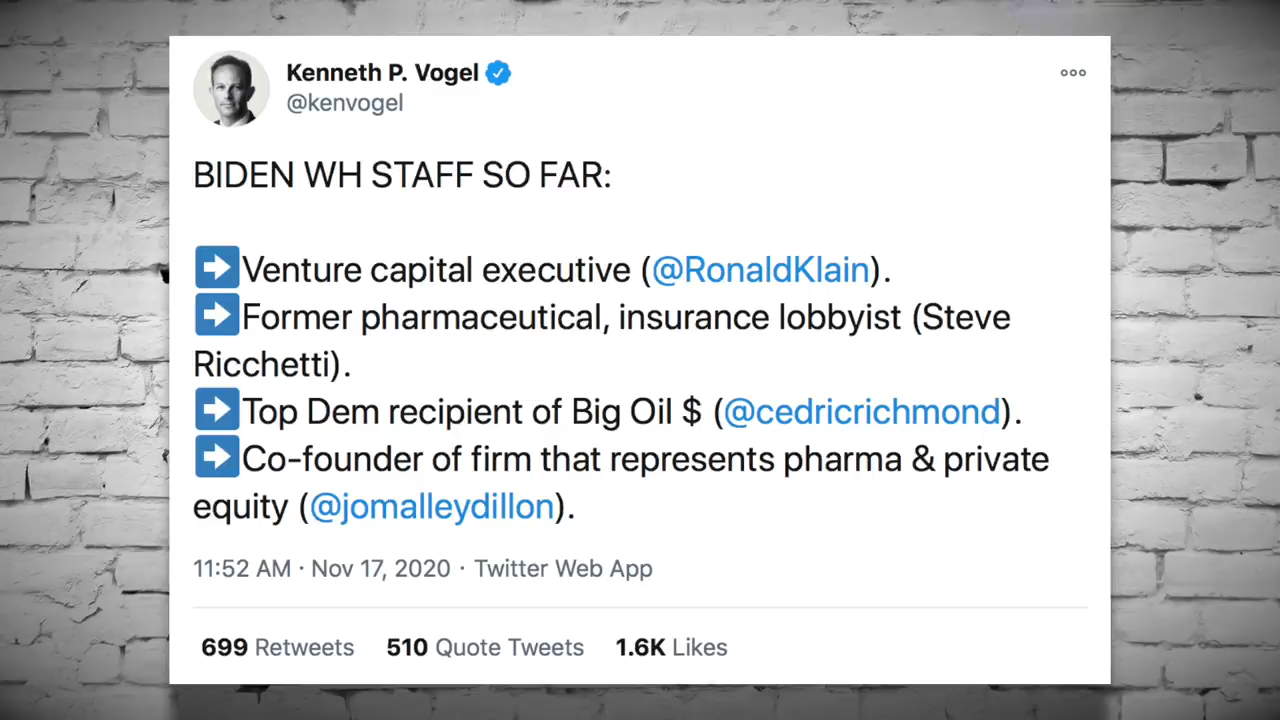 Kenneth P. Vogel
@kenvogel
BIDEN WH STAFF SO FAR:
➡️Venture capital executive (@RonaldKlain).
➡️Former pharmaceutical, insurance lobbyist (Steve
Ricchetti).
➡️Top Dem recipient of Big Oil $ (@cedricrichmond).
➡️Co-founder of firm that represents pharma & private
equity (@jomalleydillon).
11:52 AM · Nov 17, 2020 · Twitter Web App
699 Retweets 510 Quote Tweets 1.6K Likes